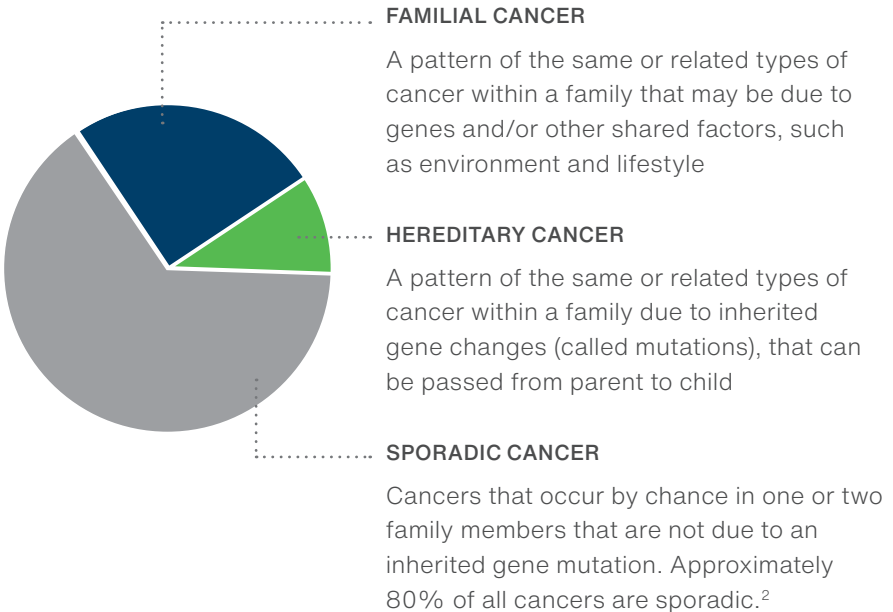 FAMILIAL CANCER
A pattern of the same or related types of
cancer within a family that may be due to
genes and/or other shared factors, such
as environment and lifestyle
HEREDITARY CANCER
A pattern of the same or related types of
cancer within a family due to inherited
gene changes (called mutations), that can
be passed from parent to child
SPORADIC CANCER
Cancers that occur by chance in one or two
family members that are not due to an
inherited gene mutation. Approximately
80% of all cancers are sporadic.²